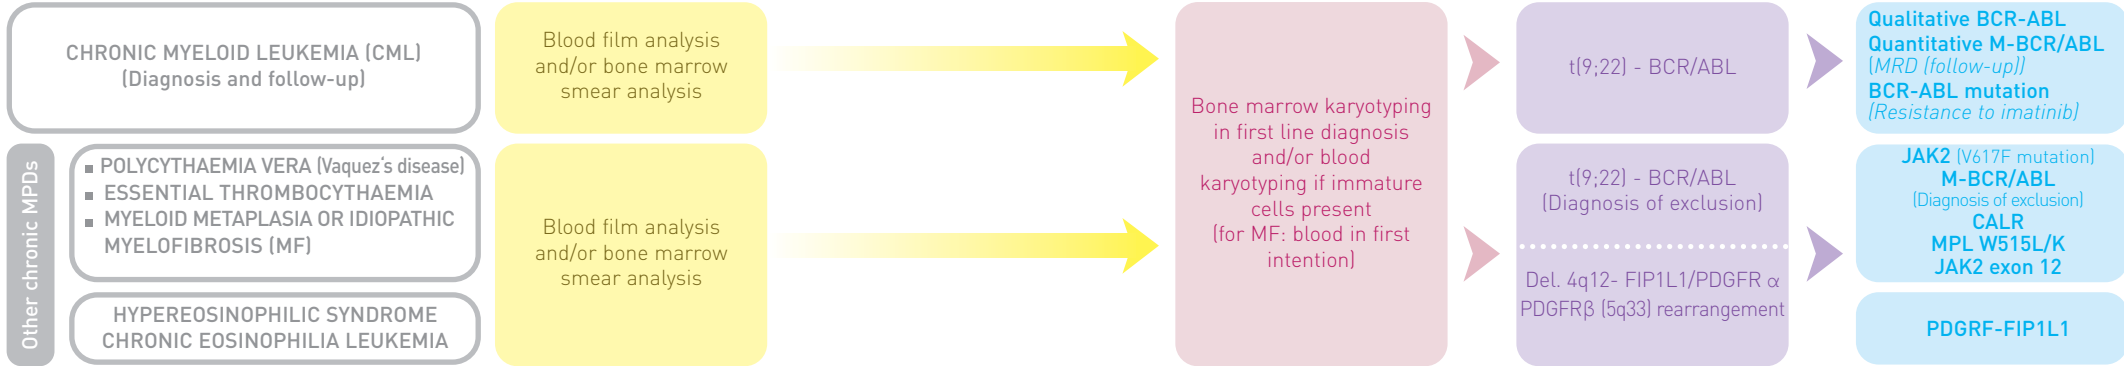 CHRONIC MYELOID LEUKEMIA (CML)
(Diagnosis and follow-up)
Blood film analysis
and/or bone marrow
smear analysis
Other chronic MPDs
POLYCYTHAEMIA VERA (Vaquez's disease)
ESSENTIAL THROMBOCYTHAEMIA
MYELOID METAPLASIA OR IDIOPATHIC
MYELOFIBROSIS (MF)
HYPEREOSINOPHILIC SYNDROME
CHRONIC EOSINOPHILIA LEUKEMIA
Blood film analysis
and/or bone marrow
smear analysis
Bone marrow karyotyping
in first line diagnosis
and/or blood
karyotyping if immature
cells present
(for MF: blood in first
intention)
t(9;22) - BCR/ABL
t(9;22) - BCR/ABL
(Diagnosis of exclusion)
Del. 4q12- FIP1L1/PDGFR α
PDGFRβ (5q33) rearrangement
Qualitative BCR-ABL
Quantitative M-BCR/ABL
(MRD (follow-up))
BCR-ABL mutation
(Resistance to imatinib)
JAK2 (V617F mutation)
M-BCR/ABL
(Diagnosis of exclusion)
CALR
MPL W515L/K
JAK2 exon 12
PDGRF-FIP1L1